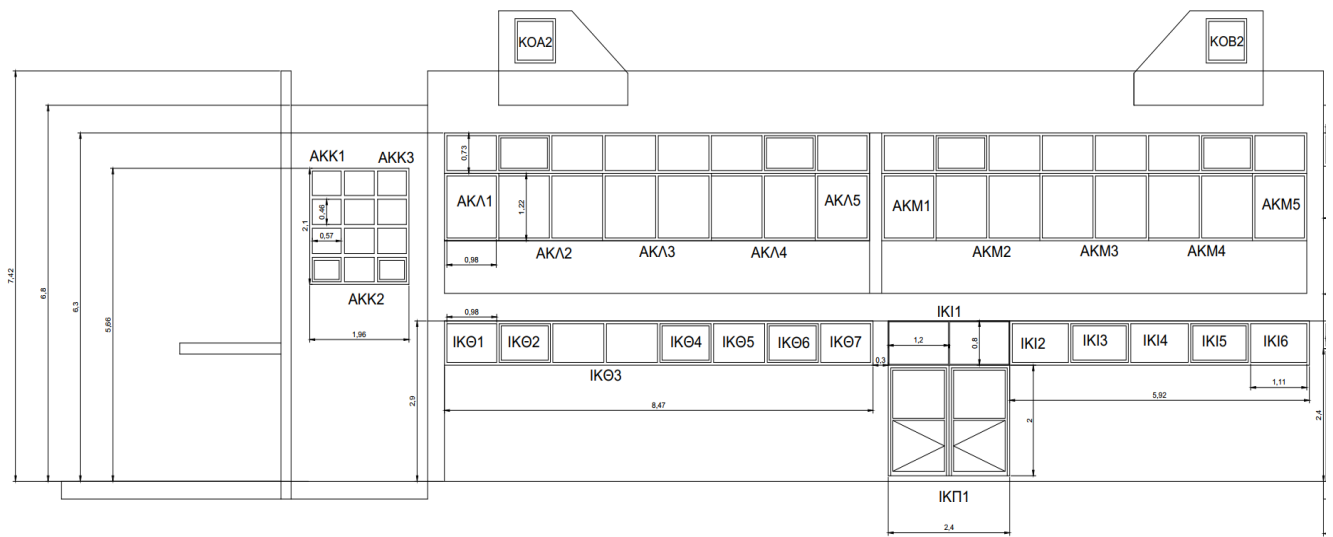 ΚΟΑ2
ΚΟΒ2
ΑΚΚ1
ΑΚΚ3
0,73
ΑΚΛ1
ΑΚΛ5
ΑΚΜ1
ΑΚΜ5
1,22
2,1
0,46
0,57
ΑΚΛ2
ΑΚΛ3
ΑΚΛ4
ΑΚΜ2
ΑΚΜ3
ΑΚΜ4
0,98
7,42
6,8
6,3
5,66
ΑΚΚ2
1,96
ΙΚΙ1
0,98
ΙΚΘ1
ΙΚΘ2
ΙΚΘ4
ΙΚΘ5
ΙΚΘ6
ΙΚΘ7
1,2
0,8
ΙΚΙ2
ΙΚΙ3
ΙΚΙ4
ΙΚΙ5
ΙΚΙ6
0,3
ΙΚΘ3
1,11
5,92
8,47
2,9
2
2,4
ΙΚΠ1
2,4